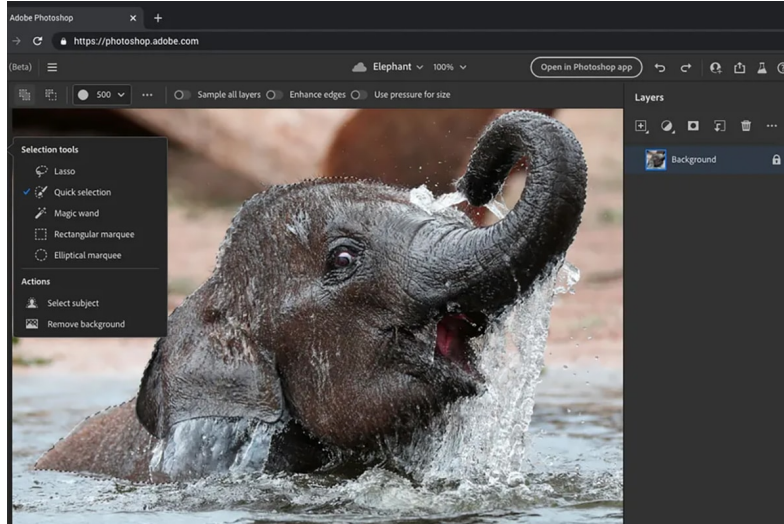 Adobe Photoshop
https://photoshop.adobe.com
(Beta)
Elephant
100%
Open in Photoshop app
500
Sample all layers
Enhance edges
Use pressure for size
Layers
Background
Selection tools
Lasso
Quick selection
Magic wand
Rectangular marquee
Elliptical marquee
Actions
Select subject
Remove background